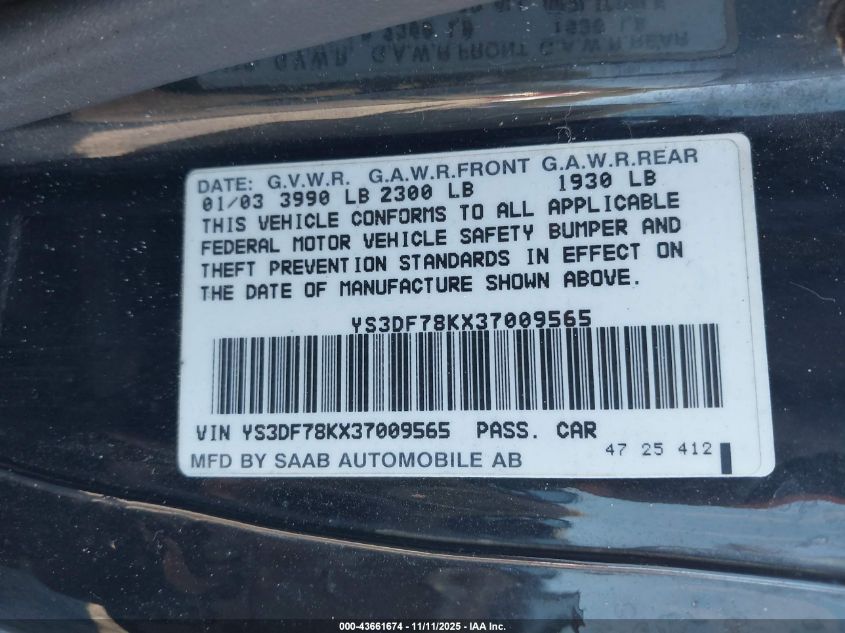 DATE: G.V.W.R. G.A.W.R.FRONT G.A.W.R.REAR
01/03 3990 LB 2300 LB 1930 LB
THIS VEHICLE CONFORMS TO ALL APPLICABLE
FEDERAL MOTOR VEHICLE SAFETY BUMPER AND
THEFT PREVENTION STANDARDS IN EFFECT ON
THE DATE OF MANUFACTURE SHOWN ABOVE.
YS3DF78KX37009565
VIN YS3DF78KX37009565 PASS. CAR
MFD BY SAAB AUTOMOBILE AB 47 25 412
000-43661674 - 11/11/2025 - IAA Inc.